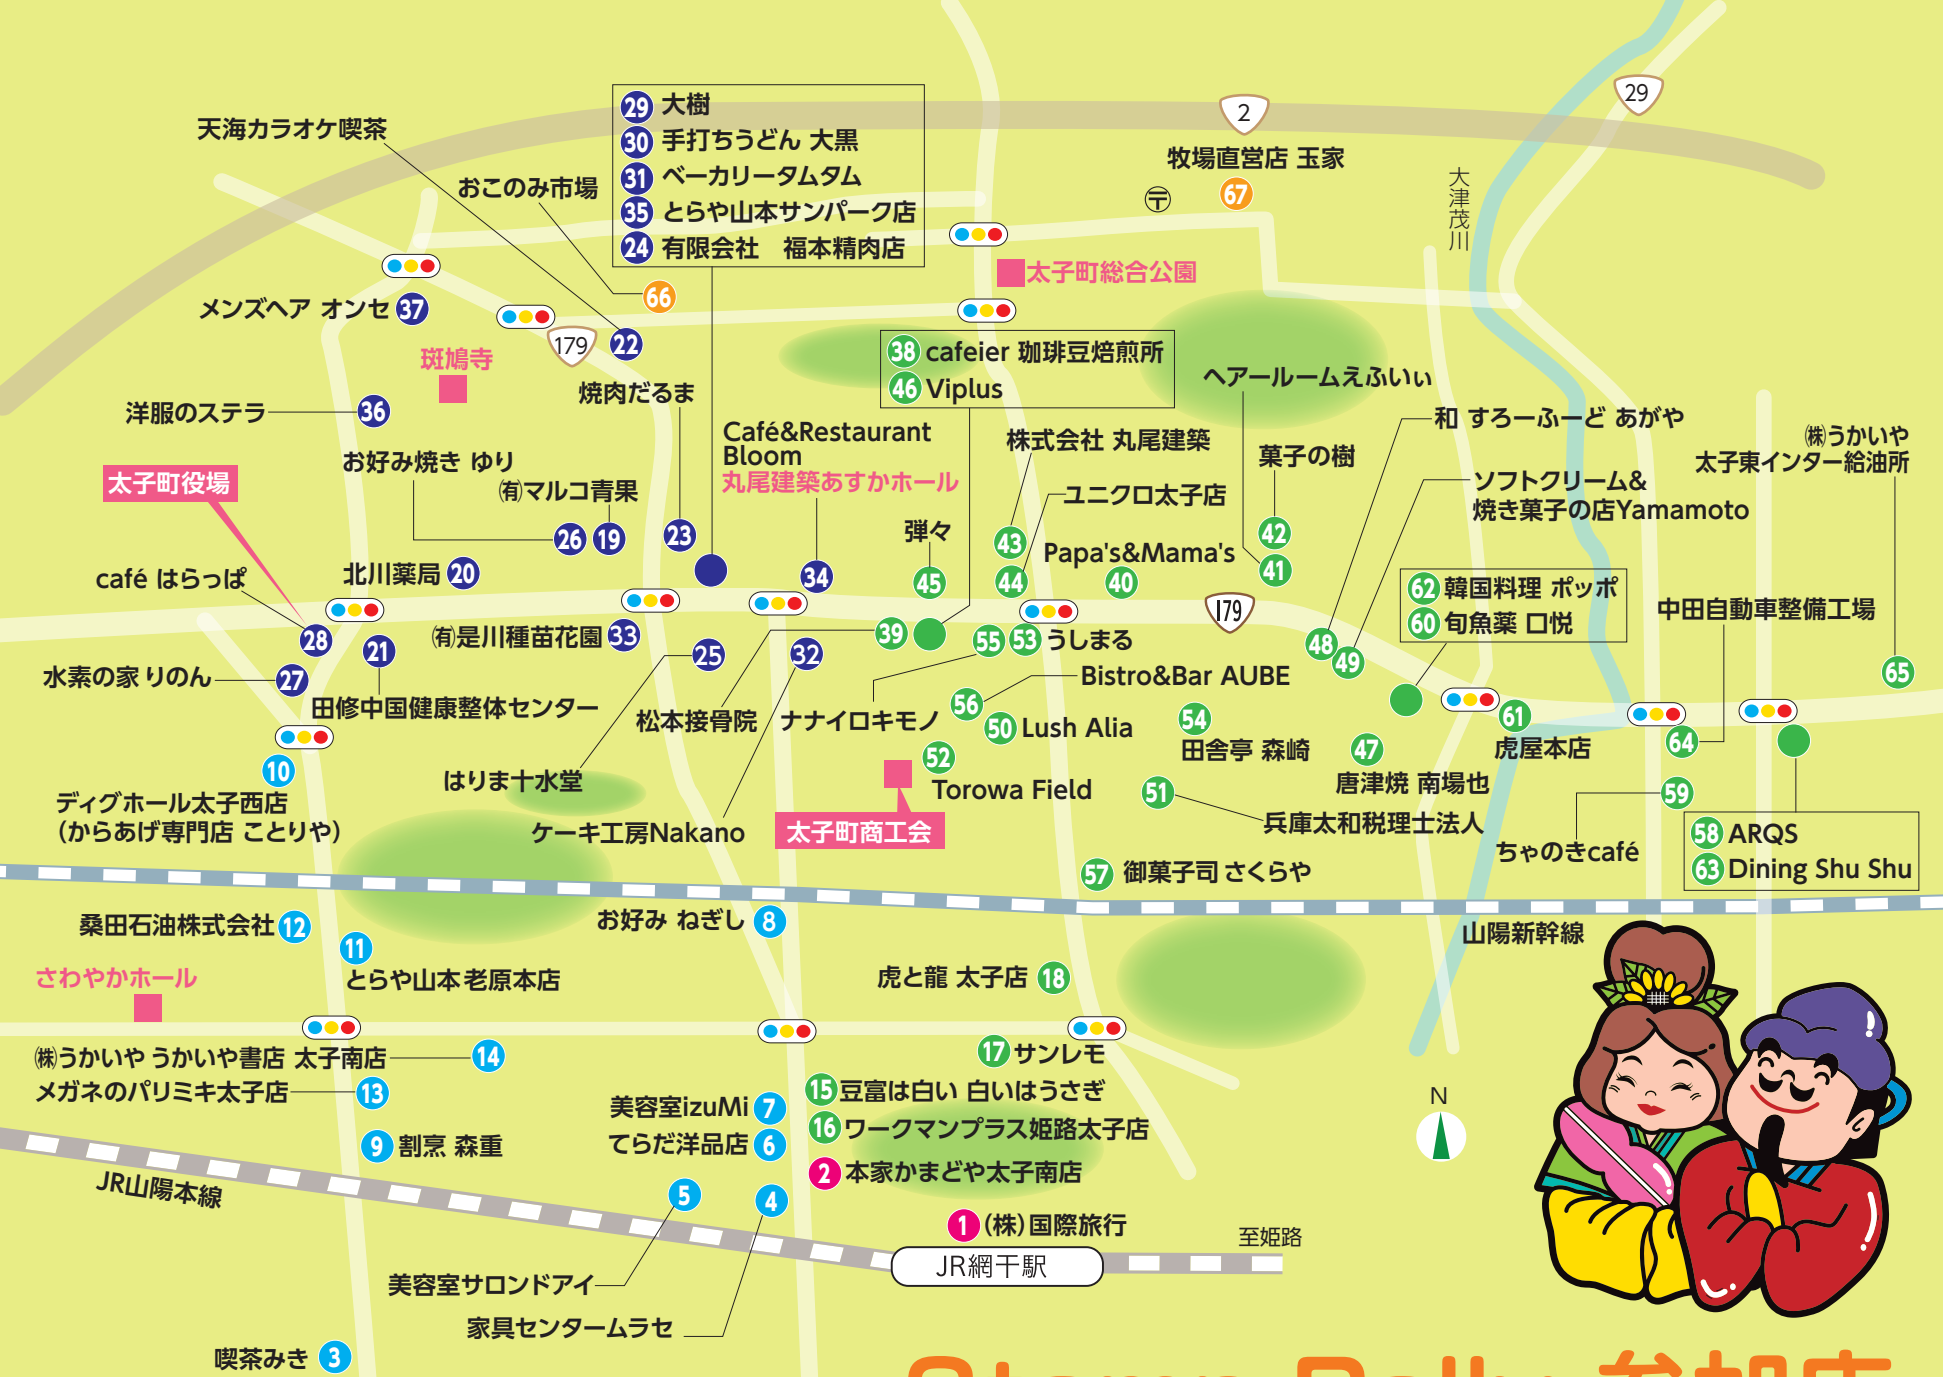 29 大樹
30 手打ちうどん 大黒
31 ベーカリータムタム
35 とらや山本サンパーク店
24 有限会社 福本精肉店
天海カラオケ喫茶
おこのみ市場
2
29
牧場直営店 玉家
67
〒
大津茂川
太子町総合公園
66
メンズヘア オンセ 37
179
22
斑鳩寺
焼肉だるま
38 cafeier 珈琲豆焙煎所
46 Viplus
ヘアールームえふいぃ
洋服のステラ 36
和 すろーふーど あがや
㈱うかいや
太子東インター給油所
Café&Restaurant
Bloom
丸尾建築あすかホール
株式会社 丸尾建築
菓子の樹
お好み焼き ゆり
太子町役場
㈲マルコ青果
ユニクロ太子店
ソフトクリーム&
焼き菓子の店Yamamoto
弾々
26
19
23
43
42
Papa's&Mama's
北川薬局 20
café はらっぱ
34
45
44
40
41
62 韓国料理 ポッポ
60 旬魚薬 口悦
中田自動車整備工場
179
28
21
㈲是川種苗花園 33
25
32
39
55
53 うしまる
48
49
65
水素の家 りのん 27
Bistro&Bar AUBE
田修中国健康整体センター
松本接骨院
ナナイロキモノ
56
50 Lush Alia
54
田舎亭 森崎
47
唐津焼 南場也
61
虎屋本店
64
10
ディグホール太子西店
(からあげ専門店 ことりや)
はりま十水堂
52
Torowa Field
51
兵庫太和税理士法人
59
ケーキ工房Nakano
太子町商工会
ちゃのきcafé
58 ARQS
63 Dining Shu Shu
57 御菓子司 さくらや
桑田石油株式会社 12
お好み ねぎし 8
山陽新幹線
11
とらや山本 老原本店
さわやかホール
虎と龍 太子店 18
㈱うかいや うかいや書店 太子南店 14
17 サンレモ
メガネのパリミキ太子店 13
美容室izuMi 7
15 豆富は白い 白いはうさぎ
N
16 ワークマンプラス姫路太子店
9 割烹 森重
てらだ洋品店 6
2 本家かまどや太子南店
JR山陽本線
5
4
1 (株)国際旅行
至姫路
JR網干駅
美容室サロンドアイ
家具センタームラセ
喫茶みき 3